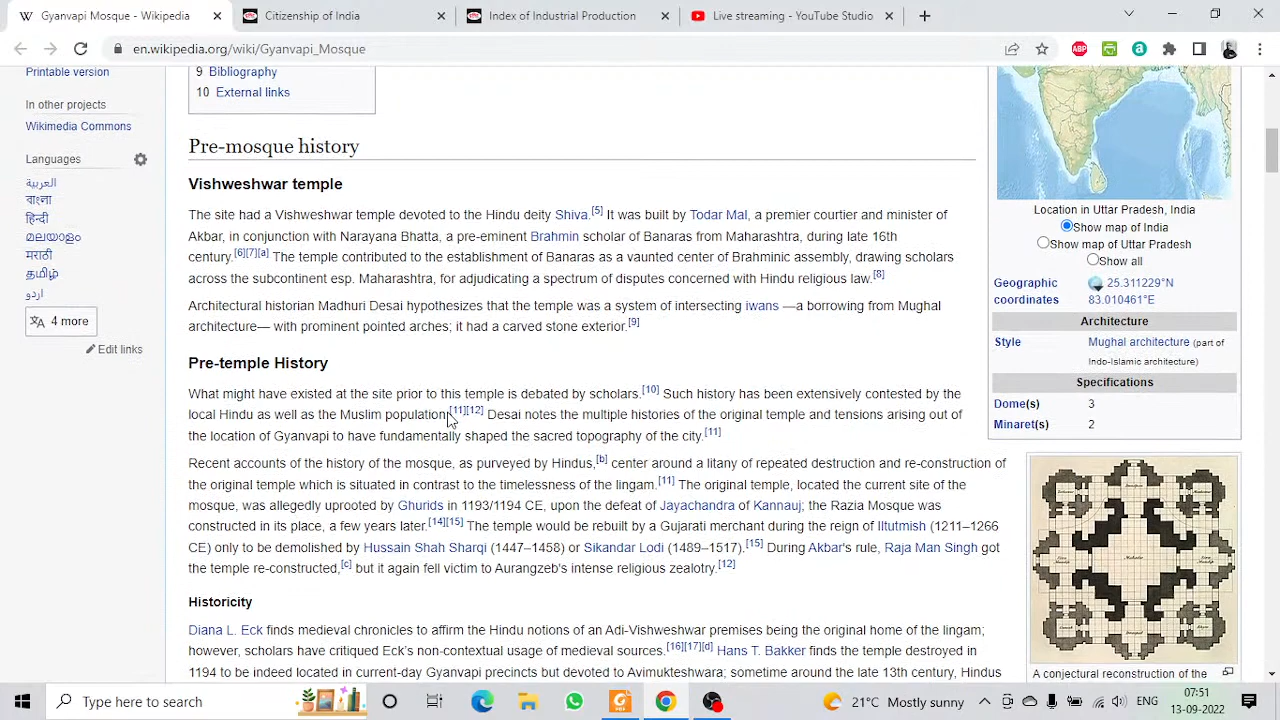 Gyanvapi Mosque - Wikipedia
Citizenship of India
Index of Industrial Production
Live streaming - YouTube Studio
en.wikipedia.org/wiki/Gyanvapi_Mosque
Printable version
In other projects
Wikimedia Commons
Languages
العربية
বাংলা
हिन्दी
മലയാളം
मराठी
தமிழ்
اردو
4 more
Edit links
9 Bibliography
10 External links
Pre-mosque history
Vishweshwar temple
The site had a Vishweshwar temple devoted to the Hindu deity Shiva.[5] It was built by Todar Mal, a premier courtier and minister of
Akbar, in conjunction with Narayana Bhatta, a pre-eminent Brahmin scholar of Banaras from Maharashtra, during late 16th
century.[6][7][a] The temple contributed to the establishment of Banaras as a vaunted center of Brahminic assembly, drawing scholars
across the subcontinent esp. Maharashtra, for adjudicating a spectrum of disputes concerned with Hindu religious law.[8]
Architectural historian Madhuri Desai hypothesizes that the temple was a system of intersecting iwans —a borrowing from Mughal
architecture— with prominent pointed arches; it had a carved stone exterior.[9]
Pre-temple History
What might have existed at the site prior to this temple is debated by scholars.[10] Such history has been extensively contested by the
local Hindu as well as the Muslim population.[11][12] Desai notes the multiple histories of the original temple and tensions arising out of
the location of Gyanvapi to have fundamentally shaped the sacred topography of the city.[11]
Recent accounts of the history of the mosque, as purveyed by Hindus,[b] center around a litany of repeated destruction and re-construction of
the original temple which is situated in contrast to the timelessness of the lingam.[11] The original temple, located the current site of the
mosque, was allegedly uprooted by Ghurids in 1193/1194 CE, upon the defeat of Jayachandra of Kannauj; the Razia Mosque was
constructed in its place, a few years later.[14][15] The temple would be rebuilt by a Gujarati merchant during the reign of Iltutmish (1211–1266
CE) only to be demolished by Hussain Shah Sharqi (1447–1458) or Sikandar Lodi (1489–1517).[15] During Akbar's rule, Raja Man Singh got
the temple re-constructed,[c] but it again fell victim to Aurangzeb's intense religious zealotry.[12]
Historicity
Diana L. Eck finds medieval chronicles to affirm the Hindu notions of an Adi-Vishweshwar premises being the original home of the lingam;
however, scholars have critiqued Eck's non-contextual usage of medieval sources.[16][17][d] Hans T. Bakker finds the temple destroyed in
1194 to be indeed located in current-day Gyanvapi precincts but devoted to Avimukteshwara; sometime around the late 13th century, Hindus
Location in Uttar Pradesh, India
Show map of India
Show map of Uttar Pradesh
Show all
Geographic coordinates 25.311229°N
83.010461°E
Architecture
Style Mughal architecture (part of
Indo-Islamic architecture)
Specifications
Dome(s) 3
Minaret(s) 2
A conjectural reconstruction of the
Type here to search
21°C Mostly sunny
ENG
07:51
13-09-2022
ABP